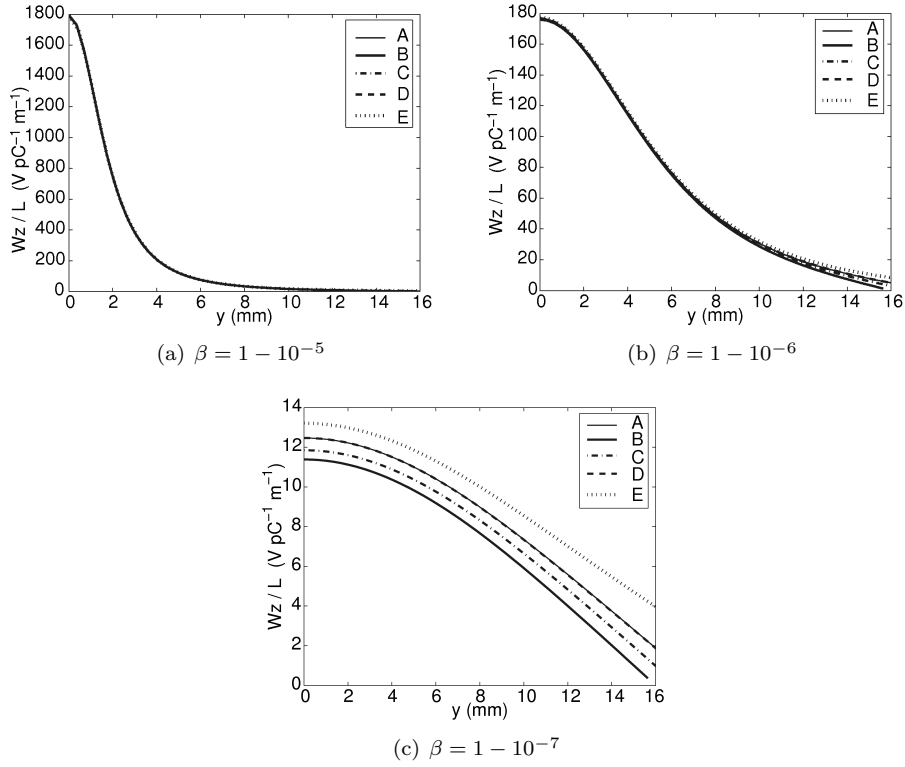 1800
1600
1400
1200
1000
800
600
400
200
0
Wz / L (V pC⁻¹ m⁻¹)
A
B
C
D
E
0 2 4 6 8 10 12 14 16
y (mm)
(a) β = 1 − 10⁻⁵
180
160
140
120
100
80
60
40
20
0
Wz / L (V pC⁻¹ m⁻¹)
A
B
C
D
E
0 2 4 6 8 10 12 14 16
y (mm)
(b) β = 1 − 10⁻⁶
14
12
10
8
6
4
2
0
Wz / L (V pC⁻¹ m⁻¹)
A
B
C
D
E
0 2 4 6 8 10 12 14 16
y (mm)
(c) β = 1 − 10⁻⁷